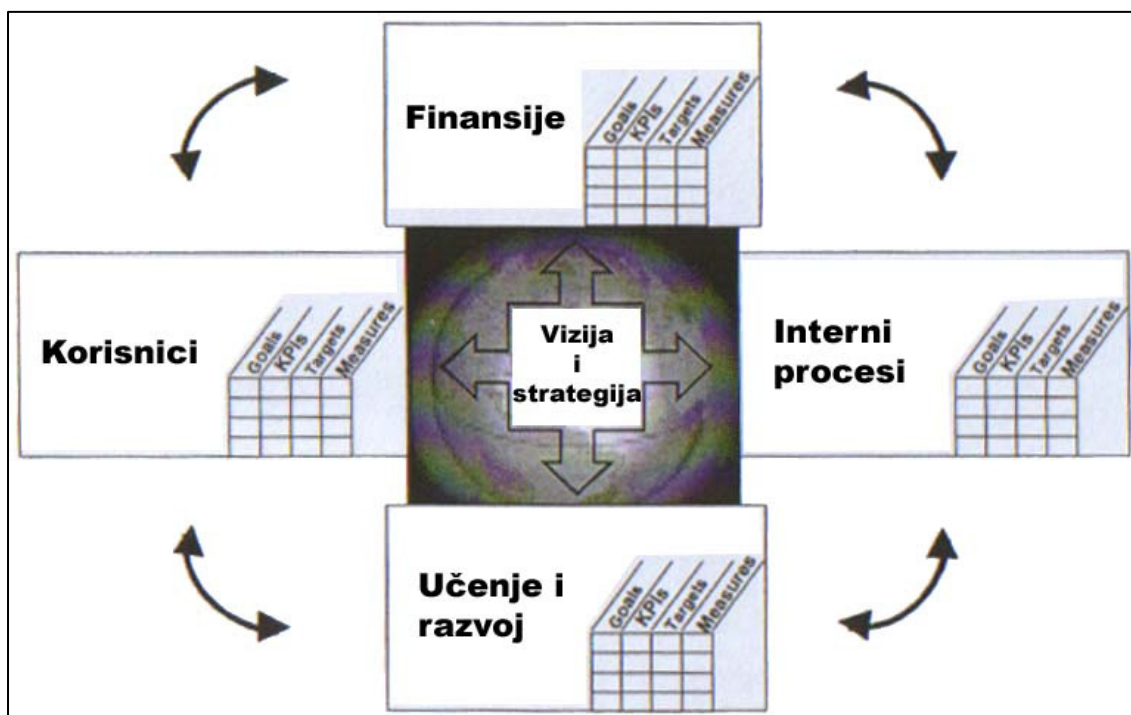 Finansije
Goals
KPIs
Targets
Measures
Korisnici
Goals
KPIs
Targets
Measures
Vizija
i
strategija
Interni
procesi
Goals
KPIs
Targets
Measures
Učenje i
razvoj
Goals
KPIs
Targets
Measures